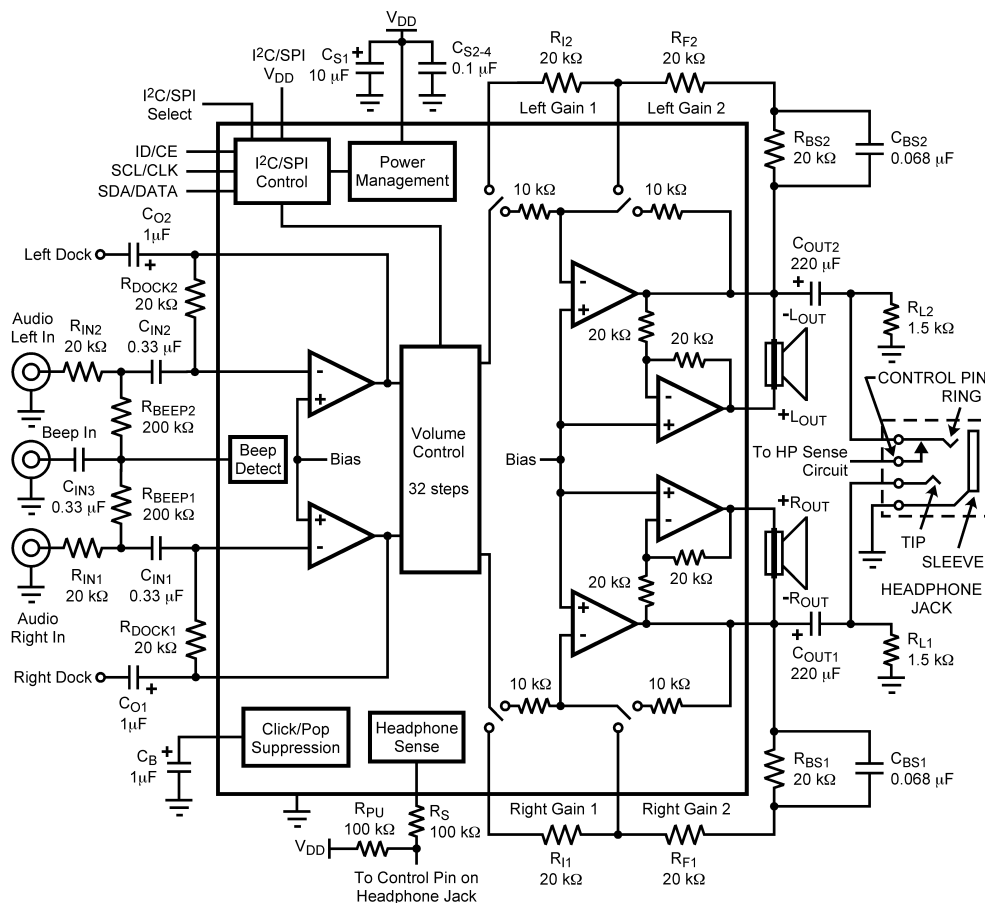 VDD
I2C/SPI
VDD
CS1
10 µF
+
CS2-4
0.1 µF
RI2
20 kΩ
RF2
20 kΩ
Left Gain 1
Left Gain 2
I2C/SPI
Select
ID/CE
SCL/CLK
SDA/DATA
I2C/SPI
Control
Power
Management
RBS2
20 kΩ
CBS2
0.068 µF
10 kΩ
10 kΩ
CO2
1µF
+
Left Dock
RDOCK2
20 kΩ
COUT2
220 µF
+
-LOUT
RL2
1.5 kΩ
Audio
Left In
RIN2
20 kΩ
CIN2
0.33 µF
-
+
-
+
20 kΩ
20 kΩ
-
+
+LOUT
CONTROL PIN
RING
RBEEP2
200 kΩ
Beep In
CIN3
0.33 µF
Beep
Detect
Bias
Volume
Control
32 steps
Bias
To HP Sense
Circuit
RBEEP1
200 kΩ
+
-
+
-
+ROUT
TIP
SLEEVE
HEADPHONE
JACK
RIN1
20 kΩ
CIN1
0.33 µF
20 kΩ
20 kΩ
-ROUT
Audio
Right In
RDOCK1
20 kΩ
+
-
+
COUT1
220 µF
RL1
1.5 kΩ
Right Dock
CO1
1µF
+
10 kΩ
10 kΩ
CB
1µF
+
Click/Pop
Suppression
Headphone
Sense
RBS1
20 kΩ
CBS1
0.068 µF
RPU
100 kΩ
RS
100 kΩ
VDD
To Control Pin on
Headphone Jack
Right Gain 1
Right Gain 2
RI1
20 kΩ
RF1
20 kΩ